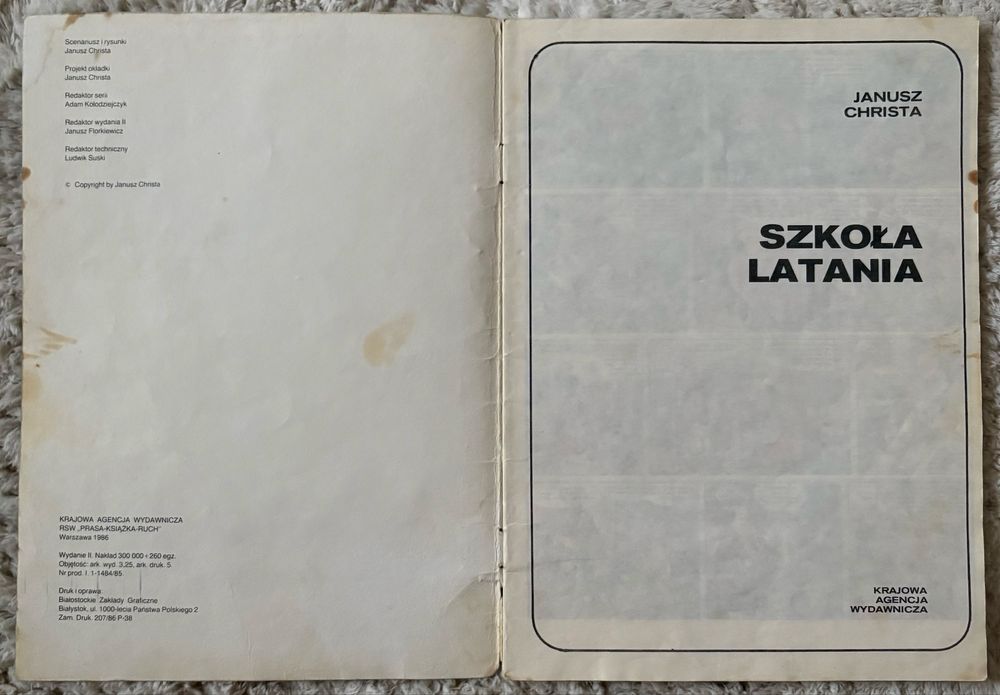 Scenariusz i rysunki
Janusz Christa
Projekt okładki
Janusz Christa
Redaktor serii
Adam Kołodziejczyk
Redaktor wydania II
Janusz Florkiewicz
Redaktor techniczny
Ludwik Suski
© Copyright by Janusz Christa
KRAJOWA AGENCJA WYDAWNICZA
RSW „PRASA-KSIĄŻKA-RUCH"
Warszawa 1986
Wydanie II. Nakład 300 000 + 260 egz.
Objętość: ark. wyd. 3,25, ark. druk. 5.
Nr prod. I. 1-1484/85.
Druk i oprawa:
Białostockie Zakłady Graficzne
Białystok, ul. 1000-lecia Państwa Polskiego 2
Zam. Druk. 207/86 P-38
JANUSZ
CHRISTA
SZKOŁA
LATANIA
KRAJOWA
AGENCJA
WYDAWNICZA